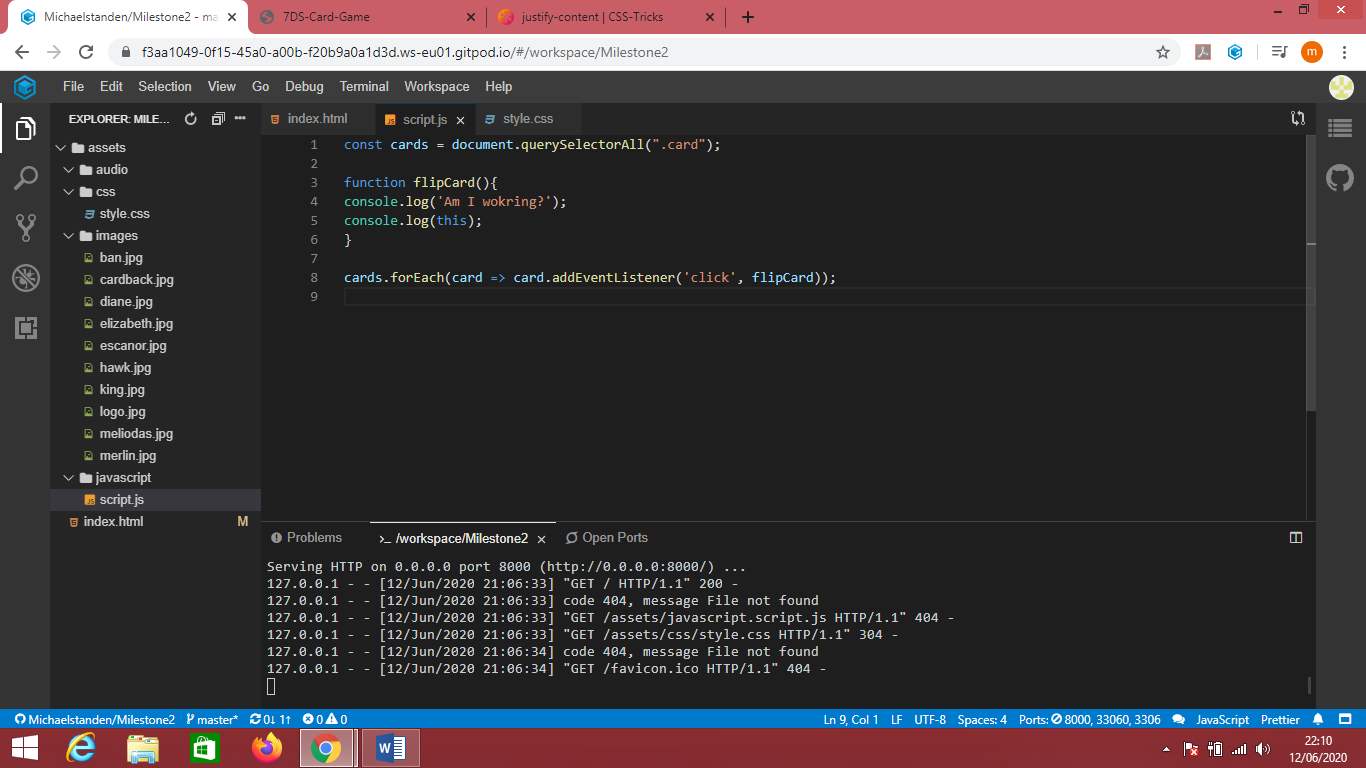 Michaelstanden/Milestone2 - ma
7DS-Card-Game
justify-content | CSS-Tricks
f3aa1049-0f15-45a0-a00b-f20b9a0a1d3d.ws-eu01.gitpod.io/#/workspace/Milestone2
m
File Edit Selection View Go Debug Terminal Workspace Help
EXPLORER: MILE...
assets
audio
css
style.css
images
ban.jpg
cardback.jpg
diane.jpg
elizabeth.jpg
escanor.jpg
hawk.jpg
king.jpg
logo.jpg
meliodas.jpg
merlin.jpg
javascript
JS script.js
index.html M
index.html
JS script.js
style.css
1 const cards = document.querySelectorAll(".card");
2
3 function flipCard(){
4 console.log('Am I wokring?');
5 console.log(this);
6 }
7
8 cards.forEach(card => card.addEventListener('click', flipCard));
9
Problems
>_ /workspace/Milestone2
Open Ports
Serving HTTP on 0.0.0.0 port 8000 (http://0.0.0.0:8000/) ...
127.0.0.1 - - [12/Jun/2020 21:06:33] "GET / HTTP/1.1" 200 -
127.0.0.1 - - [12/Jun/2020 21:06:33] code 404, message File not found
127.0.0.1 - - [12/Jun/2020 21:06:33] "GET /assets/javascript.script.js HTTP/1.1" 404 -
127.0.0.1 - - [12/Jun/2020 21:06:33] "GET /assets/css/style.css HTTP/1.1" 304 -
127.0.0.1 - - [12/Jun/2020 21:06:34] code 404, message File not found
127.0.0.1 - - [12/Jun/2020 21:06:34] "GET /favicon.ico HTTP/1.1" 404 -
Michaelstanden/Milestone2 master* 0↓ 1↑ 0 0 Ln 9, Col 1 LF UTF-8 Spaces: 4 Ports: 8000, 33060, 3306 JavaScript Prettier
W
22:10
12/06/2020